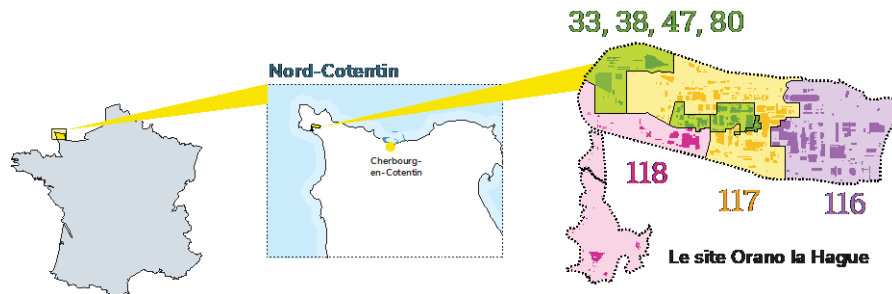 33, 38, 47, 80
Nord-Cotentin
Cherbourg-
en-Cotentin
118
117
116
Le site Orano la Hague